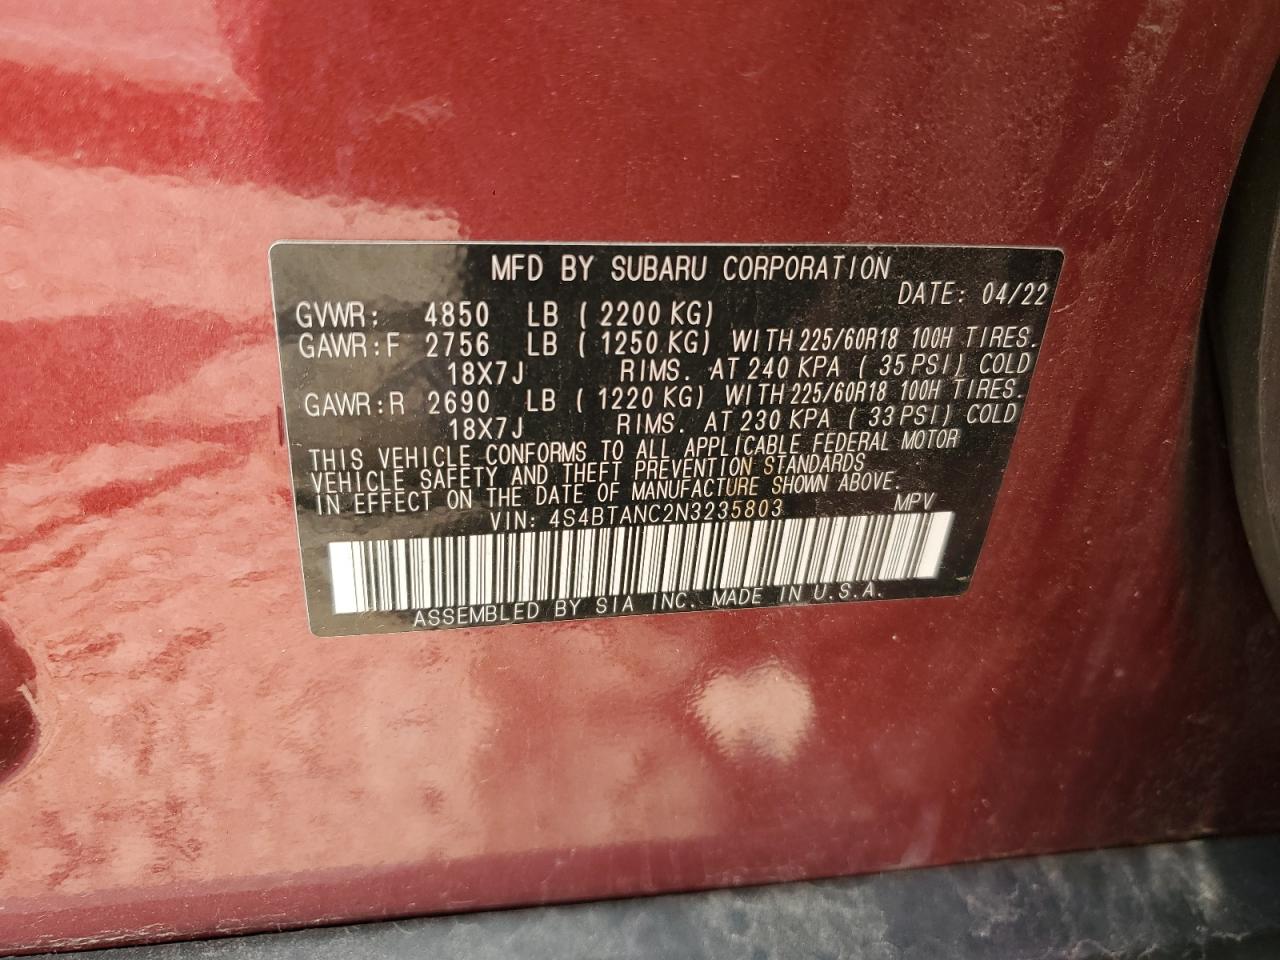 MFD BY SUBARU CORPORATION
DATE: 04/22
GVWR: 4850 LB ( 2200 KG)
GAWR:F 2756 LB ( 1250 KG) WITH 225/60R18 100H TIRES.
18X7J RIMS. AT 240 KPA ( 35 PSI) COLD
GAWR:R 2690 LB ( 1220 KG) WITH 225/60R18 100H TIRES.
18X7J RIMS. AT 230 KPA ( 33 PSI) COLD
THIS VEHICLE CONFORMS TO ALL APPLICABLE FEDERAL MOTOR
VEHICLE SAFETY AND THEFT PREVENTION STANDARDS
IN EFFECT ON THE DATE OF MANUFACTURE SHOWN ABOVE.
VIN: 4S4BTANC2N3235803 MPV
ASSEMBLED BY SIA INC. MADE IN U.S.A.